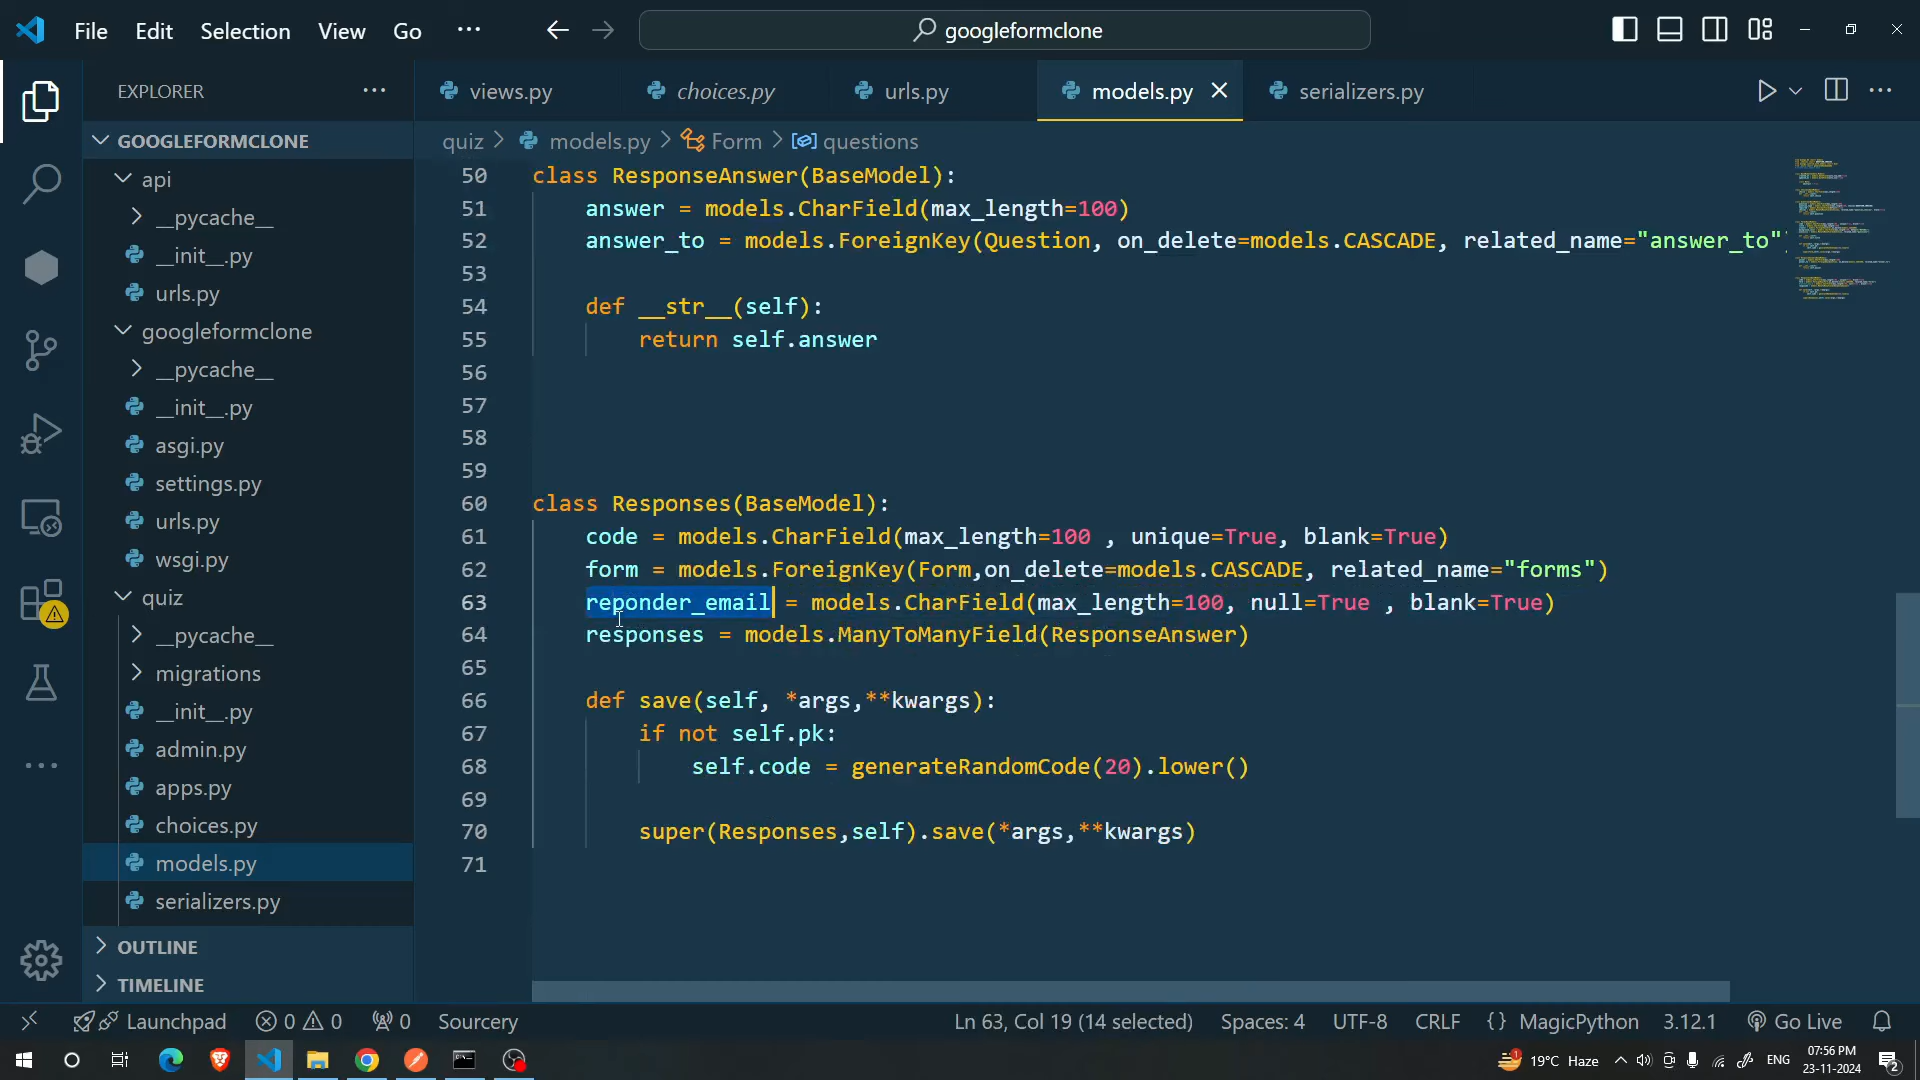 File Edit Selection View Go ···
googleformclone
EXPLORER
views.py choices.py urls.py models.py serializers.py
quiz > models.py > Form > questions
GOOGLEFORMCLONE
api
__pycache__
__init__.py
urls.py
googleformclone
__pycache__
__init__.py
asgi.py
settings.py
urls.py
wsgi.py
quiz
__pycache__
migrations
__init__.py
admin.py
apps.py
choices.py
models.py
serializers.py
OUTLINE
TIMELINE
50 class ResponseAnswer(BaseModel):
51 answer = models.CharField(max_length=100)
52 answer_to = models.ForeignKey(Question, on_delete=models.CASCADE, related_name="answer_to"
53
54 def __str__(self):
55 return self.answer
56
57
58
59
60 class Responses(BaseModel):
61 code = models.CharField(max_length=100 , unique=True, blank=True)
62 form = models.ForeignKey(Form,on_delete=models.CASCADE, related_name="forms")
63 reponder_email = models.CharField(max_length=100, null=True , blank=True)
64 responses = models.ManyToManyField(ResponseAnswer)
65
66 def save(self, *args,**kwargs):
67 if not self.pk:
68 self.code = generateRandomCode(20).lower()
69
70 super(Responses,self).save(*args,**kwargs)
71
Launchpad 0 0 0 Sourcery Ln 63, Col 19 (14 selected) Spaces: 4 UTF-8 CRLF {} MagicPython 3.12.1 Go Live
1 19°C Haze ENG 07:56 PM 23-11-2024 2